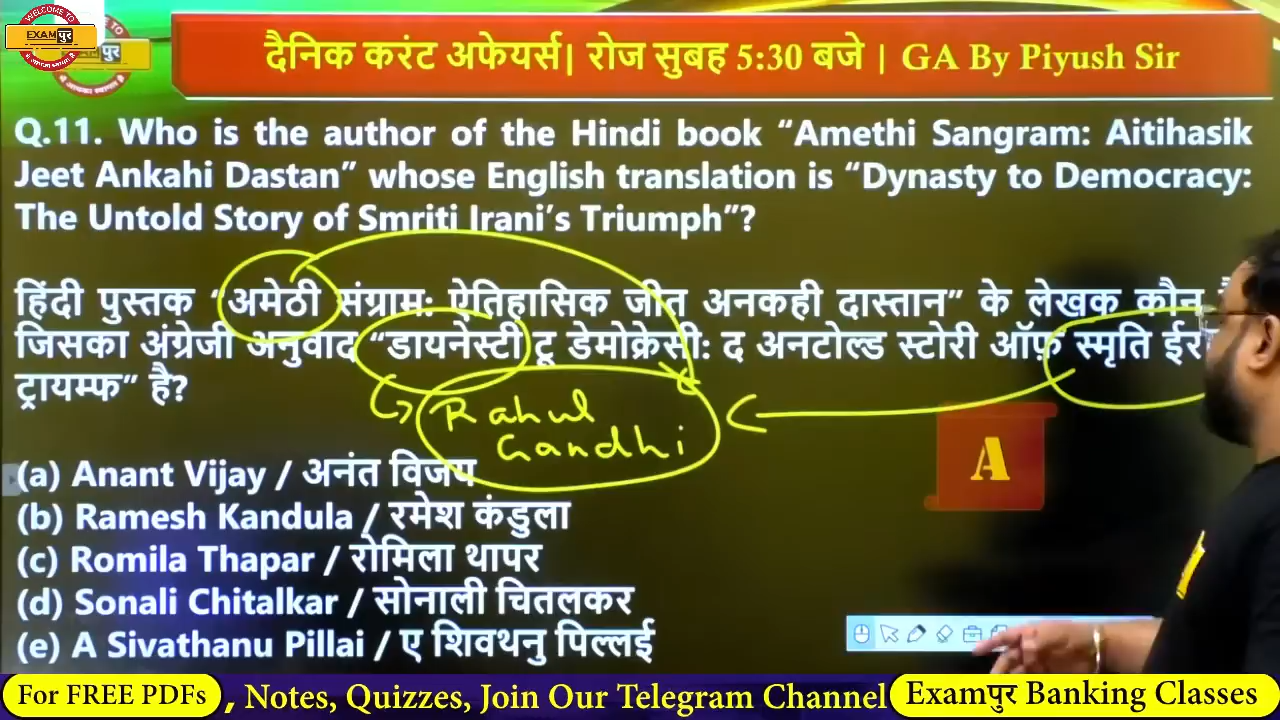 WELCOME TO
EXAMपुर
दैनिक करंट अफेयर्स| रोज सुबह 5:30 बजे | GA By Piyush Sir
Q.11. Who is the author of the Hindi book “Amethi Sangram: Aitihasik
Jeet Ankahi Dastan” whose English translation is “Dynasty to Democracy:
The Untold Story of Smriti Irani’s Triumph”?
हिंदी पुस्तक “अमेठी संग्राम: ऐतिहासिक जीत अनकही दास्तान” के लेखक कौन
जिसका अंग्रेजी अनुवाद “डायनेस्टी टू डेमोक्रेसी: द अनटोल्ड स्टोरी ऑफ़ स्मृति
ट्रायम्फ” है?
Rahul
Gandhi
A
(a) Anant Vijay / अनंत विजय
(b) Ramesh Kandula / रमेश कंडुला
(c) Romila Thapar / रोमिला थापर
(d) Sonali Chitalkar / सोनाली चितलकर
(e) A Sivathanu Pillai / ए शिवथनु पिल्लई
For FREE PDFs , Notes, Quizzes, Join Our Telegram Channel Examपुर Banking Classes